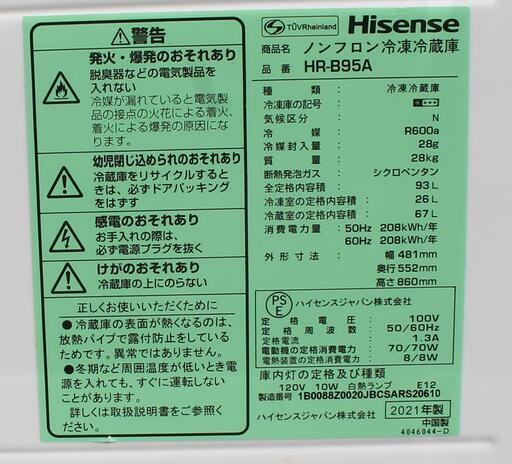 警告
発火・爆発のおそれあり
脱臭器などの電気製品を
入れない
冷媒が漏れていると電気製
品の接点の火花による着火、
着火による爆発の原因にな
ります。
幼児閉じ込められのおそれあり
冷蔵庫をリサイクルすると
きは、必ずドアパッキング
をはずす
感電のおそれあり
お手入れの際は、
必ず電源プラグを抜く
けがのおそれあり
冷蔵庫の上にのらない
正しくお使いいただくために
●冷蔵庫の表面が熱くなるのは、
放熱パイプで露付防止をしている
ためです。異常ではありません。
●冬期など周囲温度が低いとき電
源を入れても、すぐに運転しない
ことがあります。
詳しくは取扱説明書をご参照ください。
TÜVRheinland Hisense
商品名 ノンフロン冷凍冷蔵庫
品番 HR-B95A
種類 冷凍冷蔵庫
冷凍庫の記号
気候区分 N
冷媒 R600a
冷媒封入量 28g
質量 28kg
断熱発泡ガス シクロペンタン
全定格内容積 93L
冷凍室の定格内容積 26L
冷蔵室の定格内容積 67L
消費電力量 50Hz 208kWh/年
60Hz 208kWh/年
外形寸法 幅481mm
奥行552mm
高さ860mm
PS
E
ハイセンスジャパン株式会社
定格電圧: 100V
定格周波数: 50/60Hz
定格電流: 1.3A
電動機の定格消費電力: 70/70W
電熱装置の定格消費電力: 8/8W
庫内灯の定格及び種類
120V 10W 白熱ランプ E12
製造番号: 1B0088Z0020JBCSARS20610
ハイセンスジャパン株式会社 2021年製
中国製
4046044-D